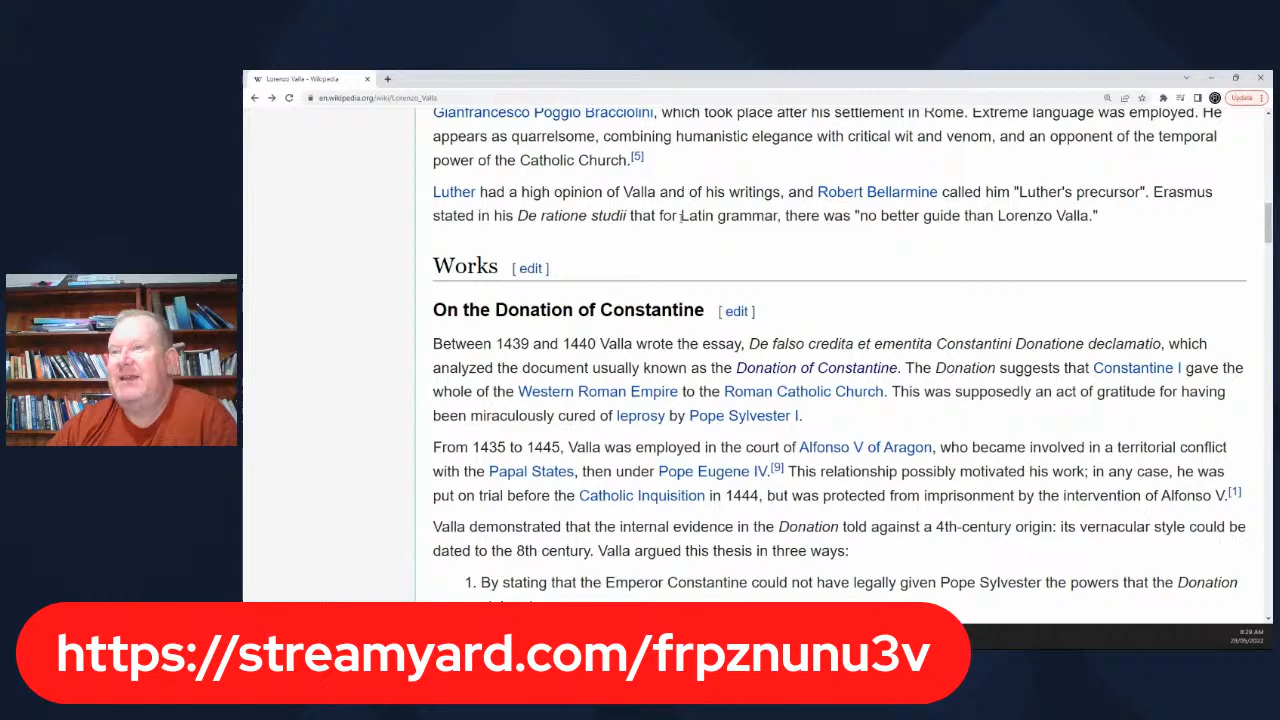 Lorenzo Valla - Wikipedia
en.wikipedia.org/wiki/Lorenzo_Valla
Update
Gianfrancesco Poggio Bracciolini, which took place after his settlement in Rome. Extreme language was employed. He
appears as quarrelsome, combining humanistic elegance with critical wit and venom, and an opponent of the temporal
power of the Catholic Church.[5]
Luther had a high opinion of Valla and of his writings, and Robert Bellarmine called him "Luther's precursor". Erasmus
stated in his De ratione studii that for Latin grammar, there was "no better guide than Lorenzo Valla."
Works [ edit ]
On the Donation of Constantine [ edit ]
Between 1439 and 1440 Valla wrote the essay, De falso credita et ementita Constantini Donatione declamatio, which
analyzed the document usually known as the Donation of Constantine. The Donation suggests that Constantine I gave the
whole of the Western Roman Empire to the Roman Catholic Church. This was supposedly an act of gratitude for having
been miraculously cured of leprosy by Pope Sylvester I.
From 1435 to 1445, Valla was employed in the court of Alfonso V of Aragon, who became involved in a territorial conflict
with the Papal States, then under Pope Eugene IV.[9] This relationship possibly motivated his work; in any case, he was
put on trial before the Catholic Inquisition in 1444, but was protected from imprisonment by the intervention of Alfonso V.[1]
Valla demonstrated that the internal evidence in the Donation told against a 4th-century origin: its vernacular style could be
dated to the 8th century. Valla argued this thesis in three ways:
1. By stating that the Emperor Constantine could not have legally given Pope Sylvester the powers that the Donation
https://streamyard.com/frpznunu3v
8:29 AM
29/05/2022